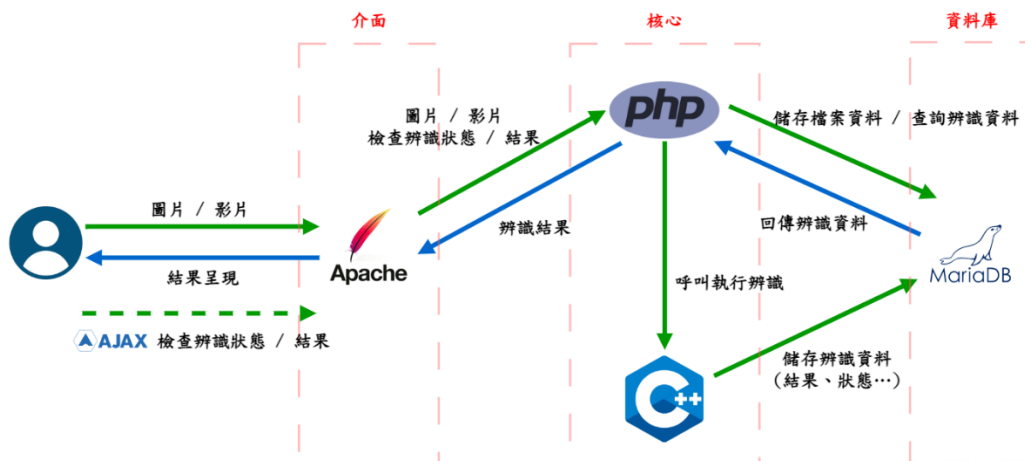 介面
核心
資料庫
圖片 / 影片
檢查辨識狀態 / 結果
php
儲存檔案資料 / 查詢辨識資料
圖片 / 影片
Apache
辨識結果
回傳辨識資料
MariaDB
結果呈現
呼叫執行辨識
AJAX 檢查辨識狀態 / 結果
C++
儲存辨識資料
(結果、狀態…)